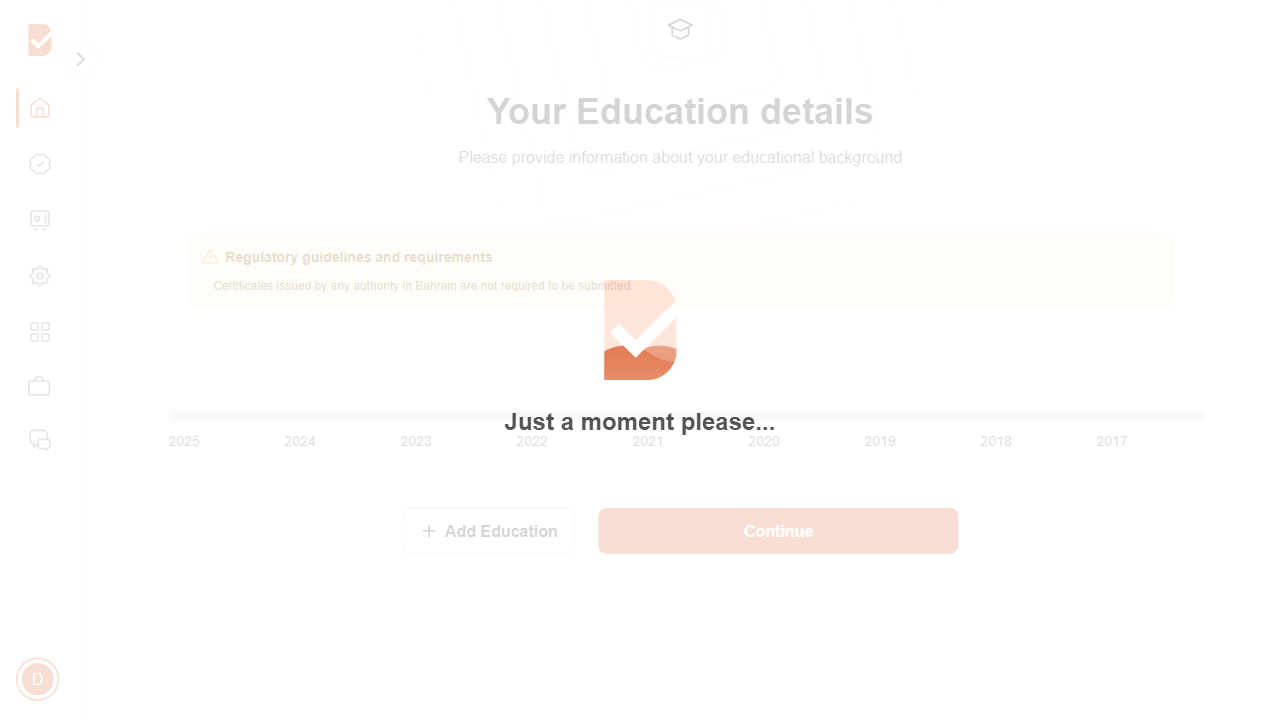 Your Education details
Please provide information about your educational background
Regulatory guidelines and requirements
Certificates issued by any authority in Bahrain are not required to be submitted.
Just a moment please...
2025 2024 2023 2022 2021 2020 2019 2018 2017
Add Education Continue
D